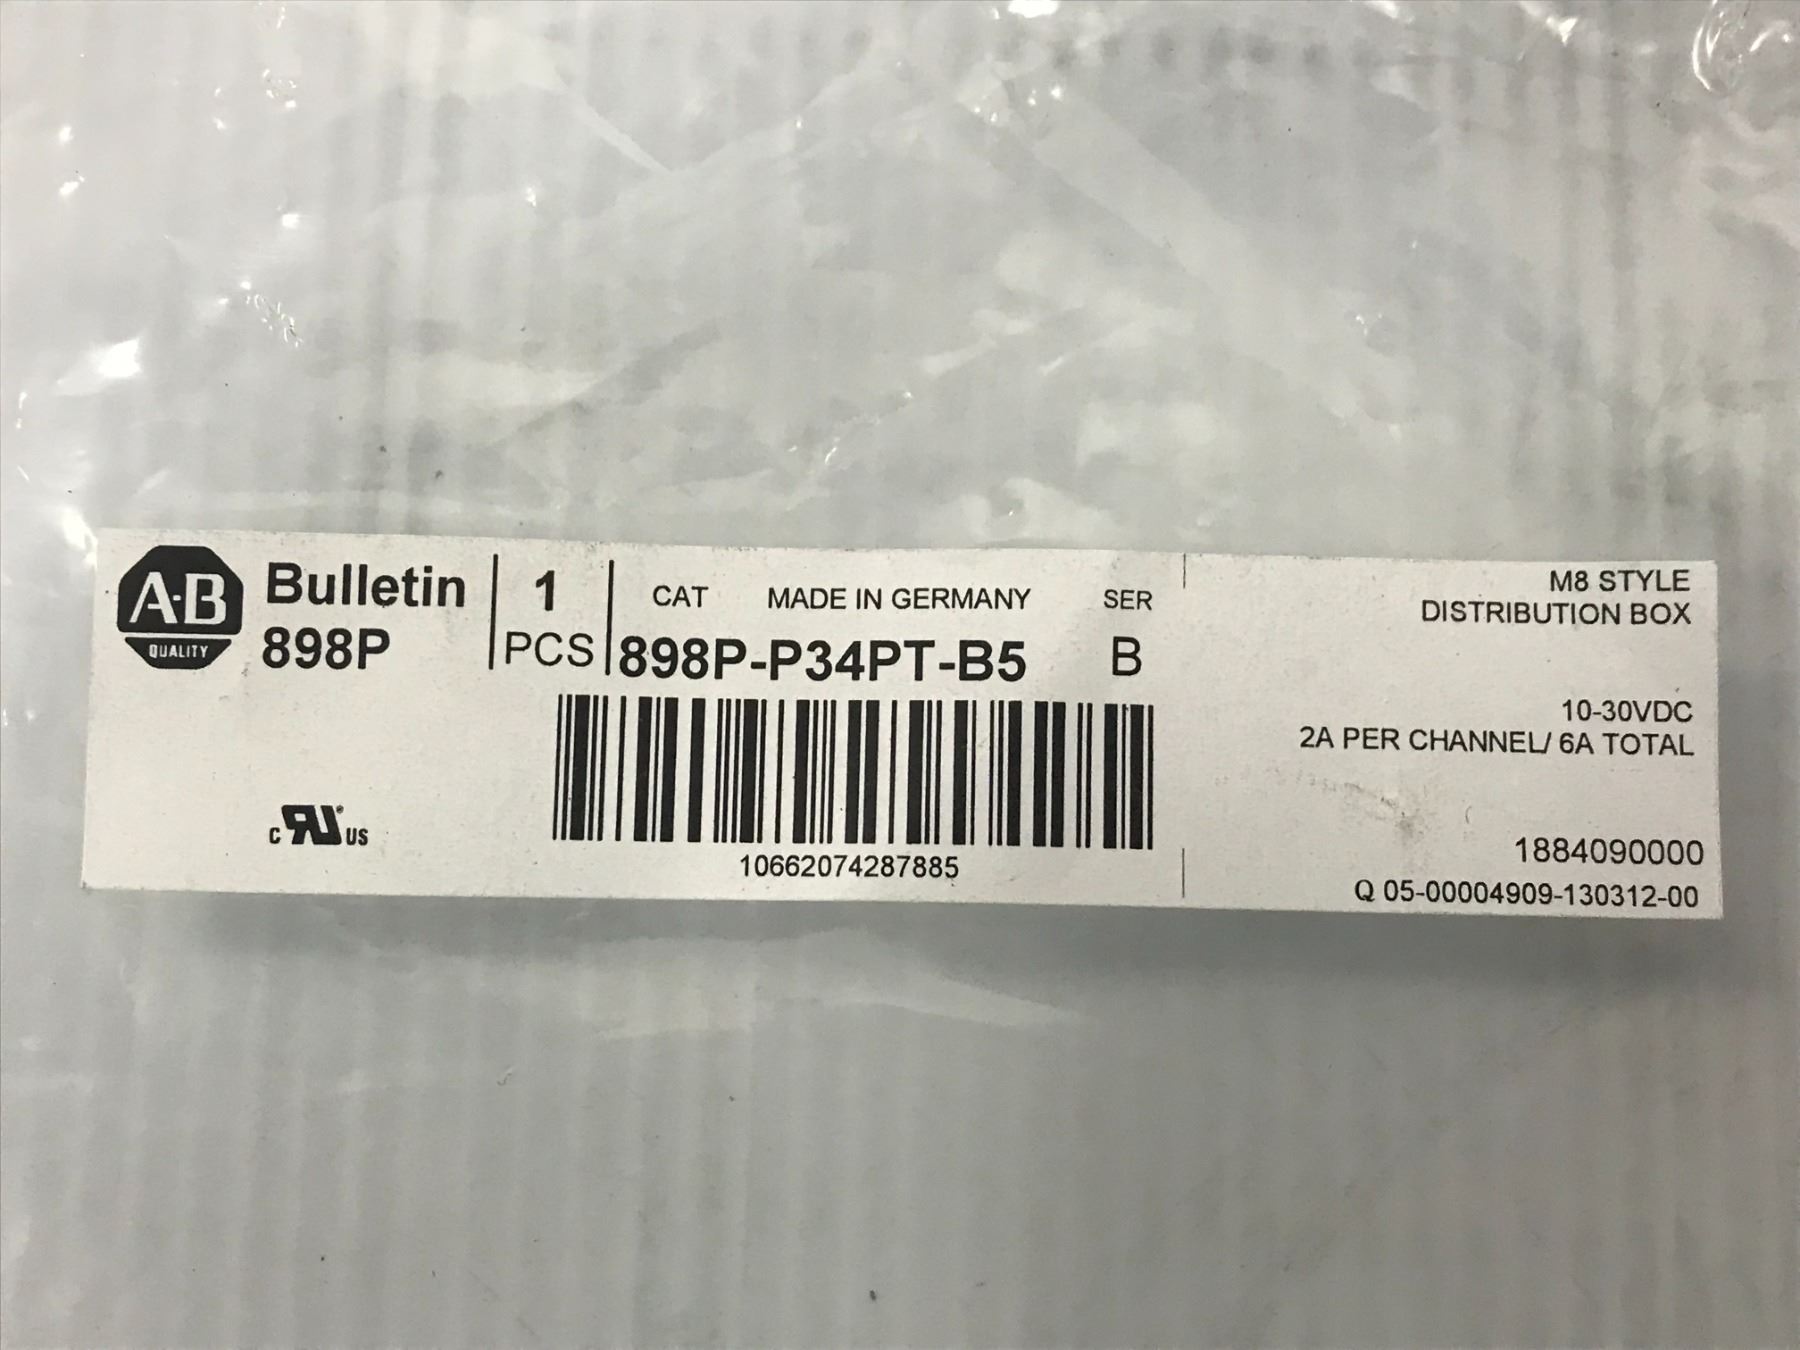 A-B
QUALITY
Bulletin
898P
1
PCS
CAT MADE IN GERMANY SER
898P-P34PT-B5 B
10662074287885
c RU ® US
M8 STYLE
DISTRIBUTION BOX
10-30VDC
2A PER CHANNEL/ 6A TOTAL
1884090000
Q 05-00004909-130312-00